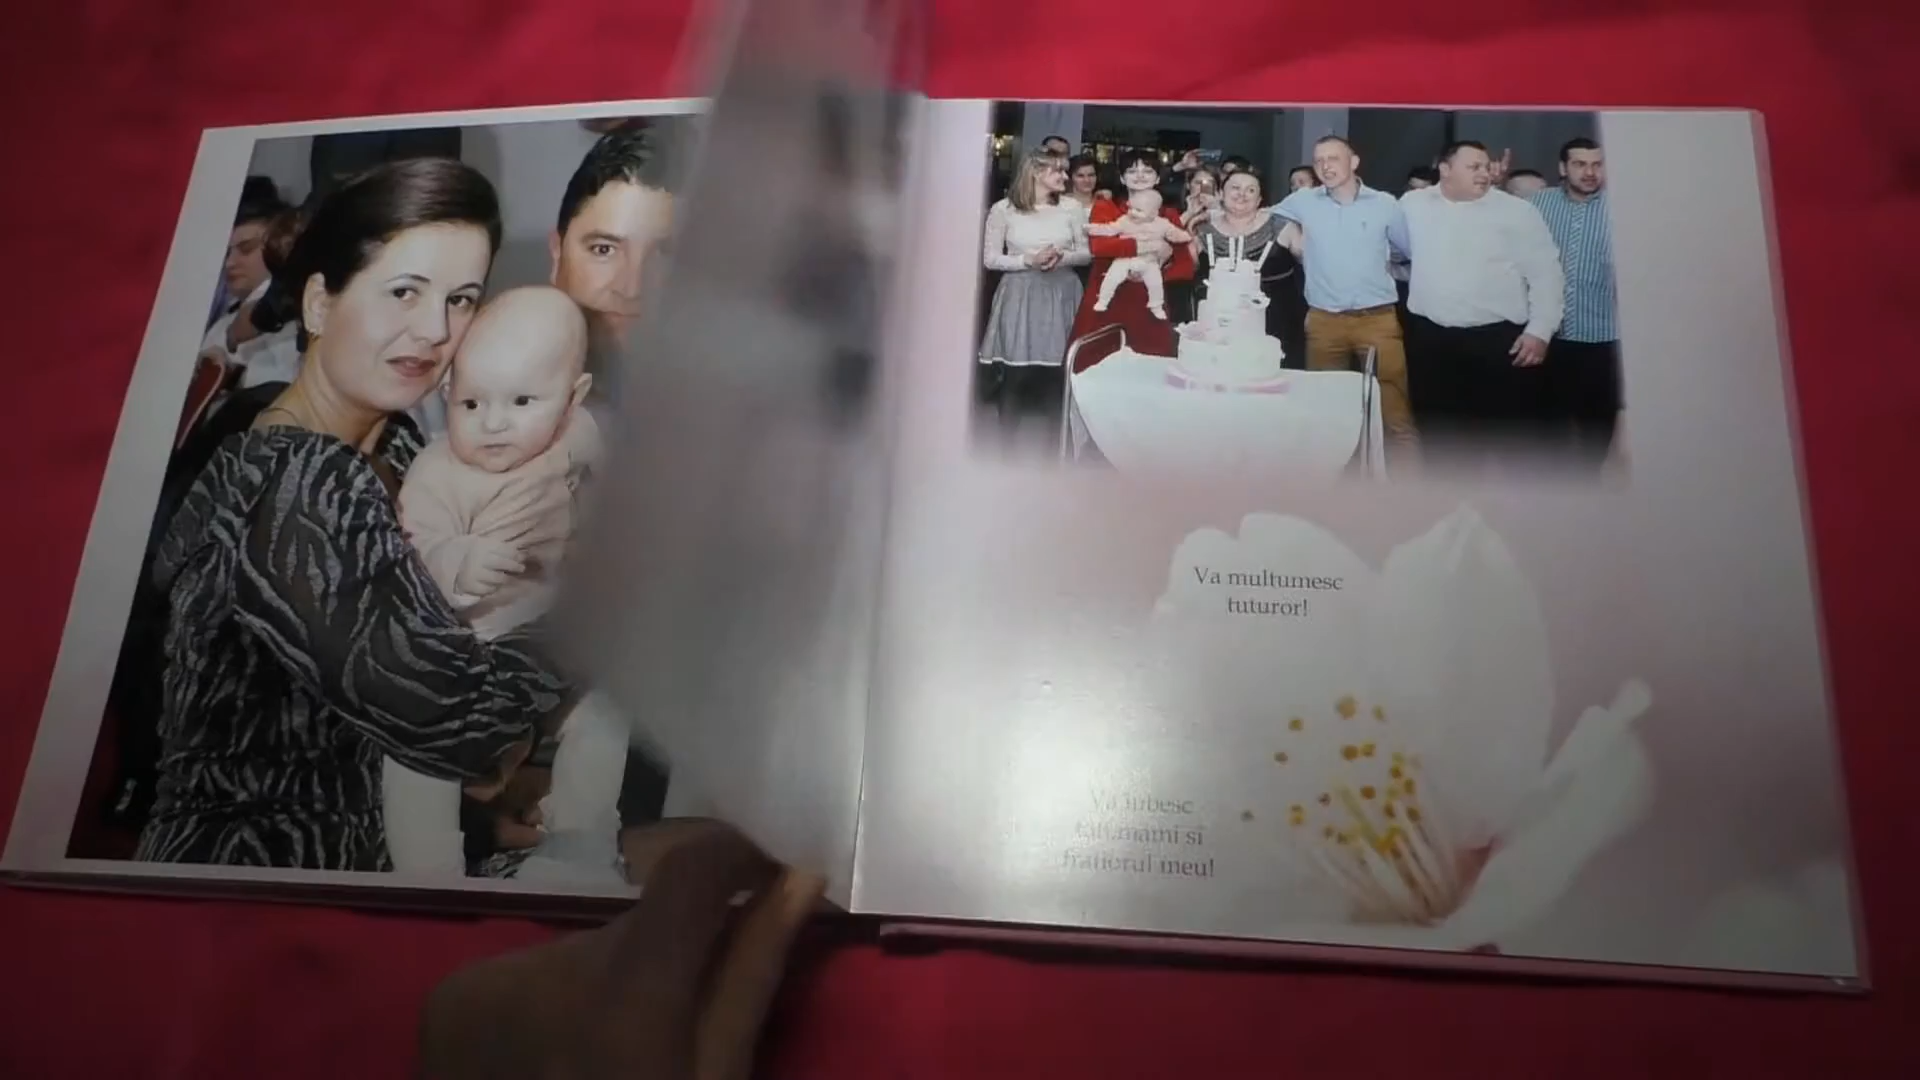 Va multumesc
tuturor!
Va iubesc
tati,mami si
fratiorul meu!